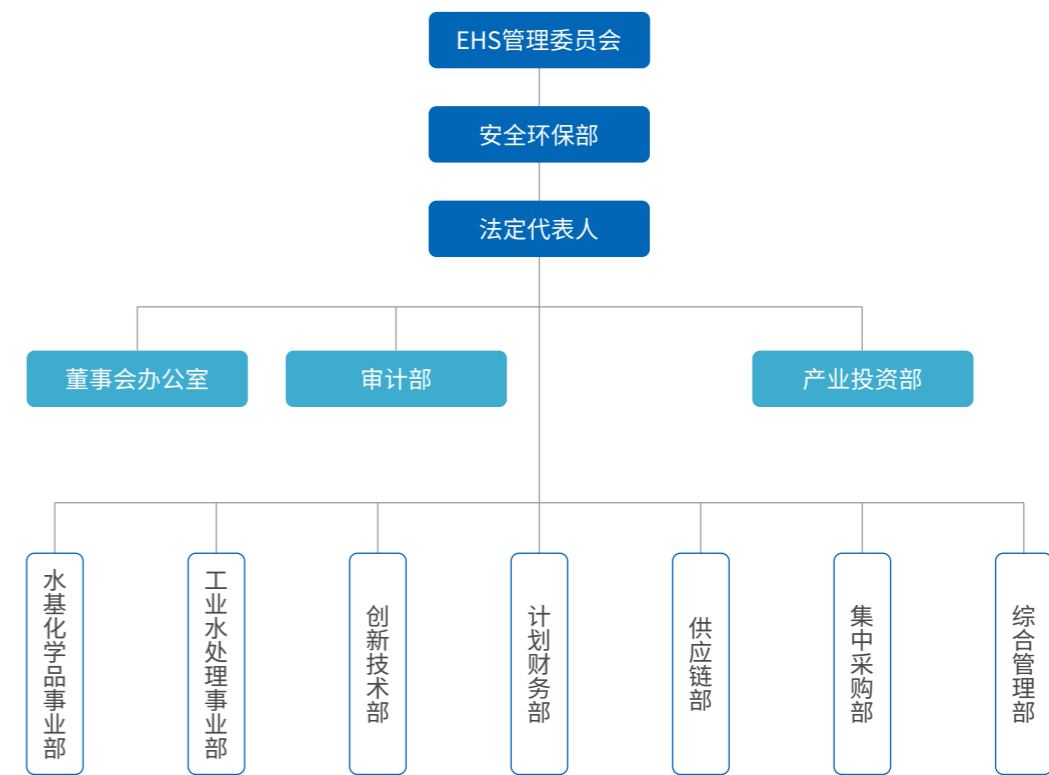 EHS管理委员会
安全环保部
法定代表人
董事会办公室
审计部
产业投资部
水基化学品事业部
工业水处理事业部
创新技术部
计划财务部
供应链部
集中采购部
综合管理部